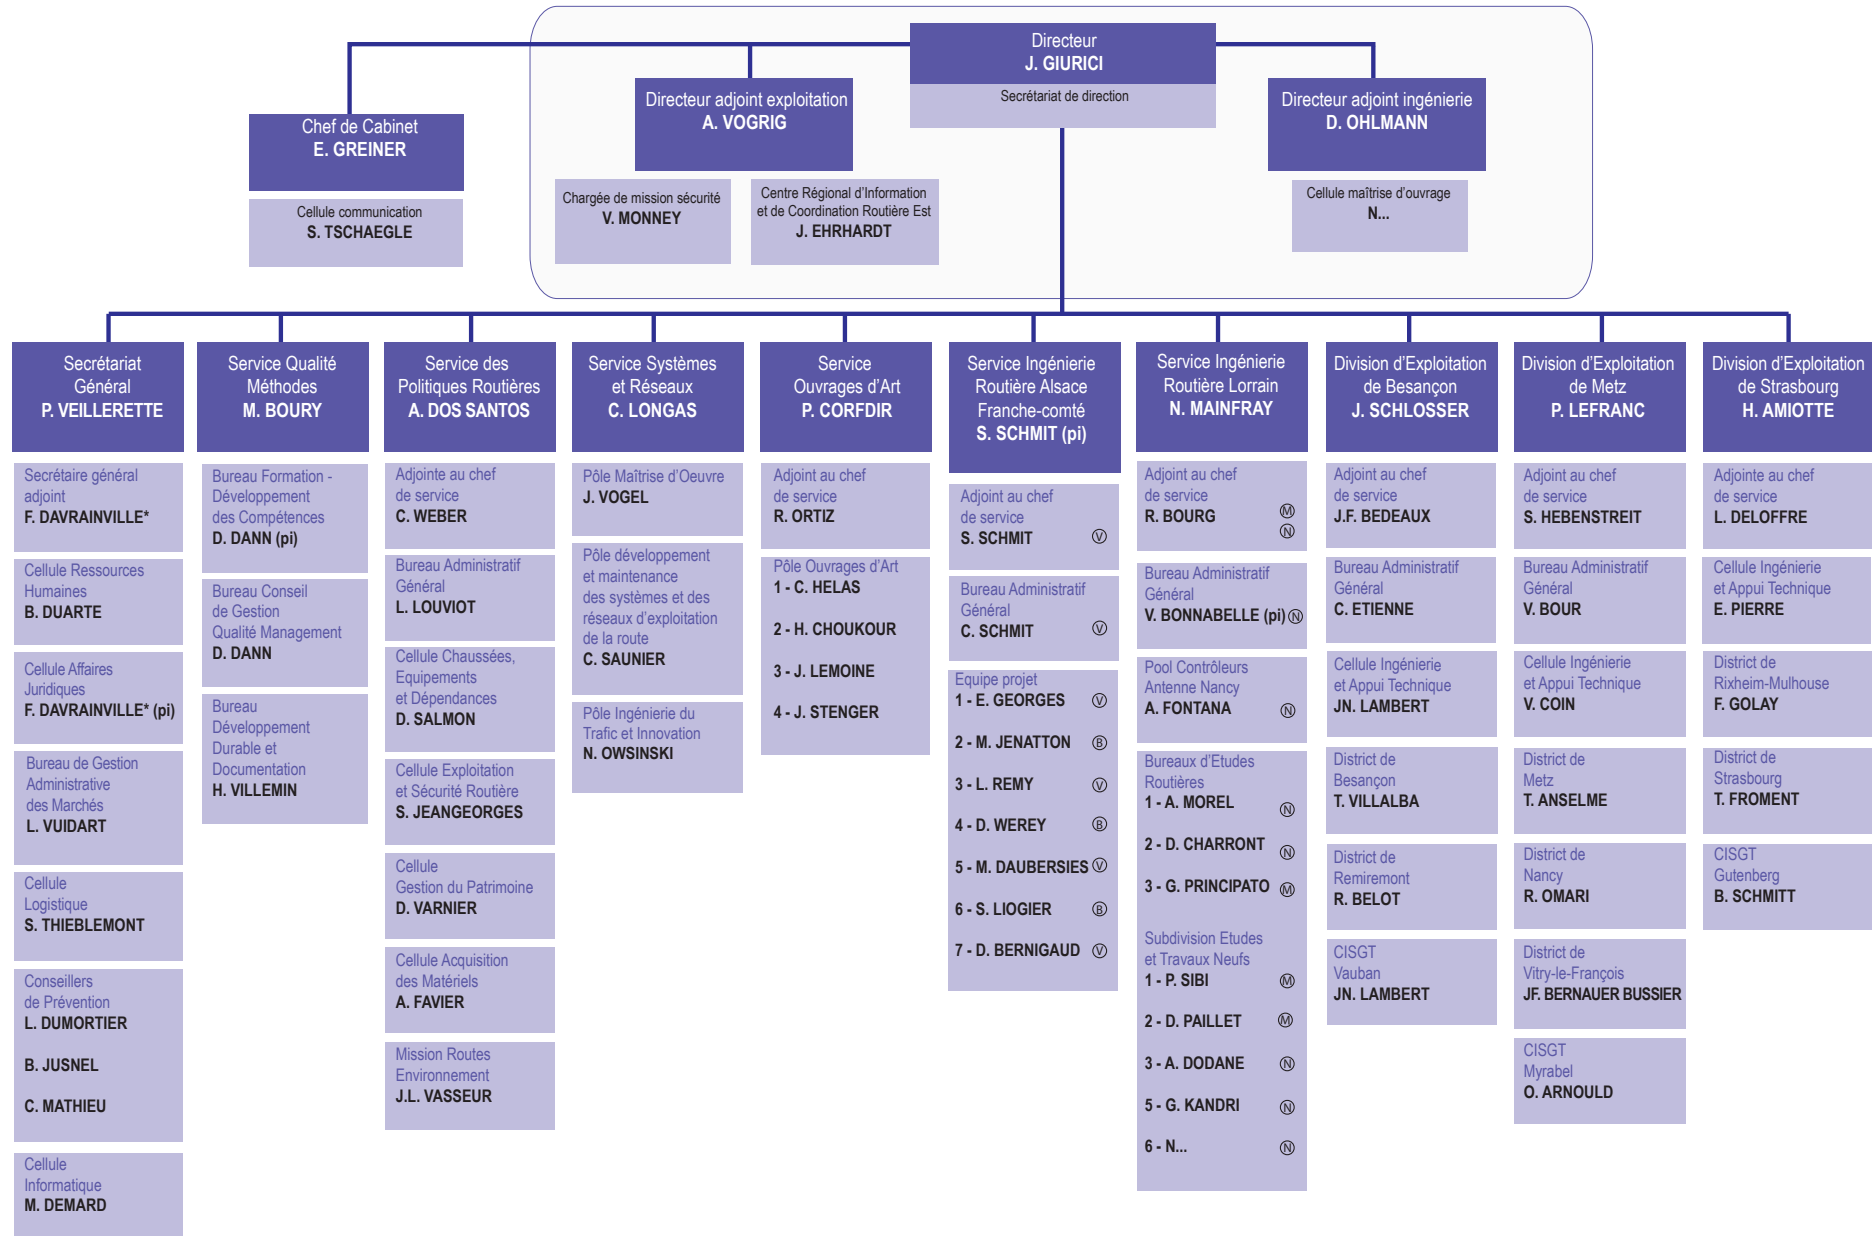 Directeur
J. GIURICI
Secrétariat de direction
Directeur adjoint exploitation
A. VOGRIG
Directeur adjoint ingénierie
D. OHLMANN
Chef de Cabinet
E. GREINER
Cellule communication
S. TSCHAEGLE
Chargée de mission sécurité
V. MONNEY
Centre Régional d'Information
et de Coordination Routière Est
J. EHRHARDT
Cellule maîtrise d'ouvrage
N...
Secrétariat
Général
P. VEILLERETTE
Secrétaire général
adjoint
F. DAVRAINVILLE*
Cellule Ressources
Humaines
B. DUARTE
Cellule Affaires
Juridiques
F. DAVRAINVILLE* (pi)
Bureau de Gestion
Administrative
des Marchés
L. VUIDART
Cellule
Logistique
S. THIEBLEMONT
Conseillers
de Prévention
L. DUMORTIER
B. JUSNEL
C. MATHIEU
Cellule
Informatique
M. DEMARD
Service Qualité
Méthodes
M. BOURY
Bureau Formation -
Développement
des Compétences
D. DANN (pi)
Bureau Conseil
de Gestion
Qualité Management
D. DANN
Bureau
Développement
Durable et
Documentation
H. VILLEMIN
Service des
Politiques Routières
A. DOS SANTOS
Adjointe au chef
de service
C. WEBER
Bureau Administratif
Général
L. LOUVIOT
Cellule Chaussées,
Equipements
et Dépendances
D. SALMON
Cellule Exploitation
et Sécurité Routière
S. JEANGEORGES
Cellule
Gestion du Patrimoine
D. VARNIER
Cellule Acquisition
des Matériels
A. FAVIER
Mission Routes
Environnement
J.L. VASSEUR
Service Systèmes
et Réseaux
C. LONGAS
Pôle Maîtrise d'Oeuvre
J. VOGEL
Pôle développement
et maintenance
des systèmes et des
réseaux d'exploitation
de la route
C. SAUNIER
Pôle Ingénierie du
Trafic et Innovation
N. OWSINSKI
Service
Ouvrages d'Art
P. CORFDIR
Adjoint au chef
de service
R. ORTIZ
Pôle Ouvrages d'Art
1 - C. HELAS
2 - H. CHOUKOUR
3 - J. LEMOINE
4 - J. STENGER
Service Ingénierie
Routière Alsace
Franche-comté
S. SCHMIT (pi)
Adjoint au chef
de service
S. SCHMIT Ⓥ
Bureau Administratif
Général
C. SCHMIT Ⓥ
Equipe projet
1 - E. GEORGES Ⓥ
2 - M. JENATTON Ⓑ
3 - L. REMY Ⓥ
4 - D. WEREY Ⓑ
5 - M. DAUBERSIES Ⓥ
6 - S. LIOGIER Ⓑ
7 - D. BERNIGAUD Ⓥ
Service Ingénierie
Routière Lorrain
N. MAINFRAY
Adjoint au chef
de service
R. BOURG Ⓜ
Ⓝ
Bureau Administratif
Général
V. BONNABELLE (pi) Ⓝ
Pool Contrôleurs
Antenne Nancy
A. FONTANA Ⓝ
Bureaux d'Etudes
Routières
1 - A. MOREL Ⓝ
2 - D. CHARRONT Ⓝ
3 - G. PRINCIPATO Ⓜ
Subdivision Etudes
et Travaux Neufs
1 - P. SIBI Ⓜ
2 - D. PAILLET Ⓜ
3 - A. DODANE Ⓝ
5 - G. KANDRI Ⓝ
6 - N... Ⓝ
Division d'Exploitation
de Besançon
J. SCHLOSSER
Adjoint au chef
de service
J.F. BEDEAUX
Bureau Administratif
Général
C. ETIENNE
Cellule Ingénierie
et Appui Technique
JN. LAMBERT
District de
Besançon
T. VILLALBA
District de
Remiremont
R. BELOT
CISGT
Vauban
JN. LAMBERT
Division d'Exploitation
de Metz
P. LEFRANC
Adjoint au chef
de service
S. HEBENSTREIT
Bureau Administratif
Général
V. BOUR
Cellule Ingénierie
et Appui Technique
V. COIN
District de
Metz
T. ANSELME
District de
Nancy
R. OMARI
District de
Vitry-le-François
JF. BERNAUER BUSSIER
CISGT
Myrabel
O. ARNOULD
Division d'Exploitation
de Strasbourg
H. AMIOTTE
Adjointe au chef
de service
L. DELOFFRE
Cellule Ingénierie
et Appui Technique
E. PIERRE
District de
Rixheim-Mulhouse
F. GOLAY
District de
Strasbourg
T. FROMENT
CISGT
Gutenberg
B. SCHMITT